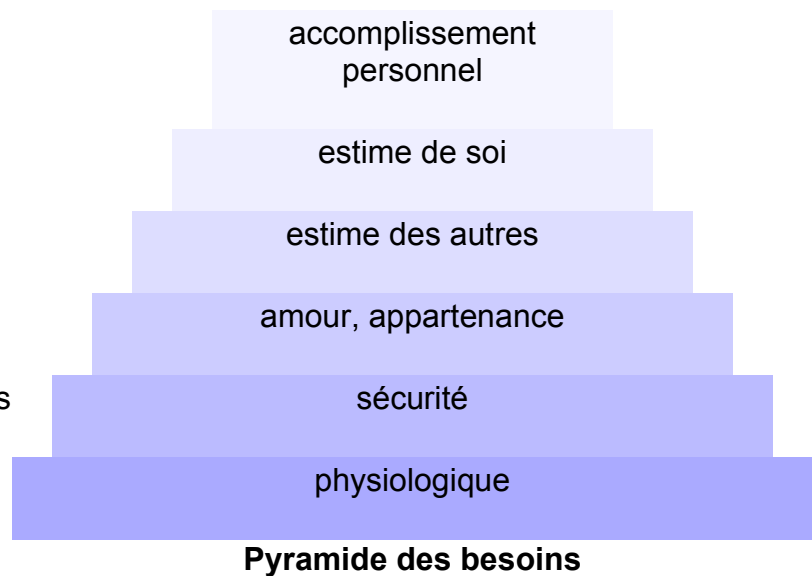 accomplissement
personnel
estime de soi
estime des autres
amour, appartenance
s
sécurité
physiologique
Pyramide des besoins